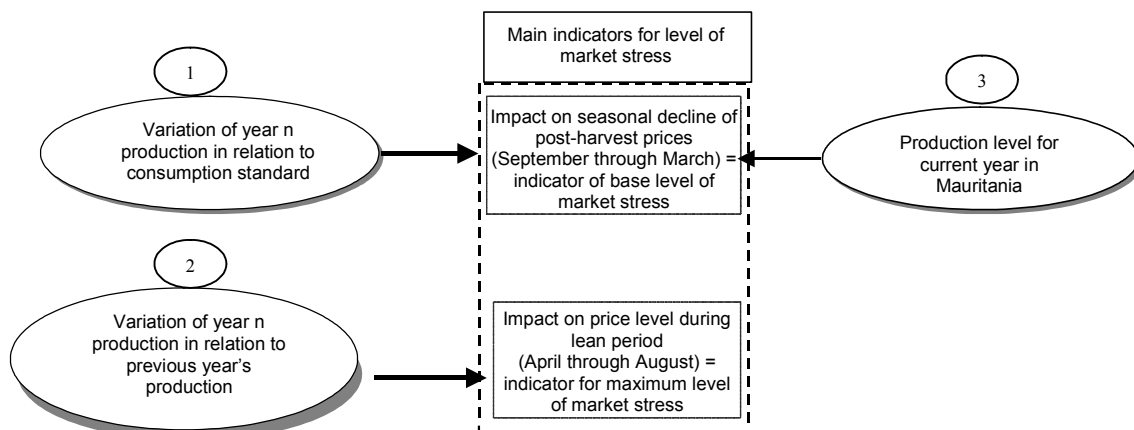 Main indicators for level of
market stress
1
Variation of year n
production in relation to
consumption standard
Impact on seasonal decline of
post-harvest prices
(September through March) =
indicator of base level of
market stress
3
Production level for
current year in
Mauritania
2
Variation of year n
production in relation to
previous year's
production
Impact on price level during
lean period
(April through August) =
indicator for maximum level
of market stress